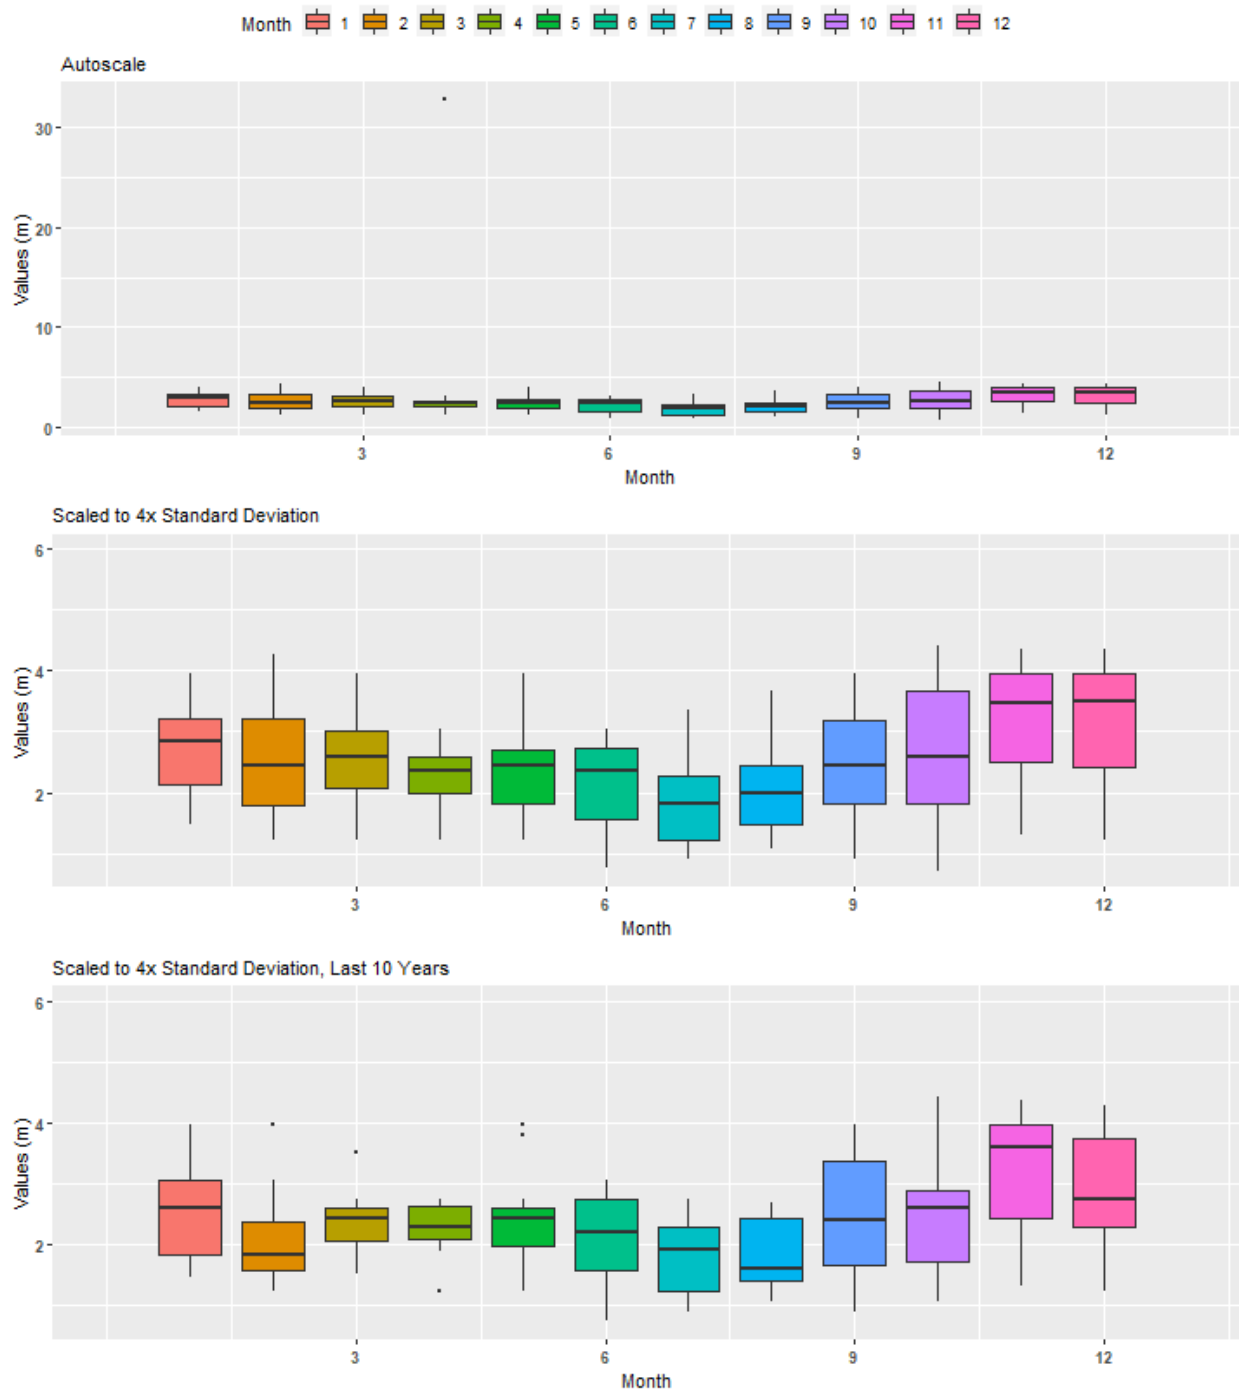 Month 1 2 3 4 5 6 7 8 9 10 11 12
Autoscale
Values (m)
30
20
10
0
3 6 9 12
Month
Scaled to 4x Standard Deviation
Values (m)
6
4
2
3 6 9 12
Month
Scaled to 4x Standard Deviation, Last 10 Years
Values (m)
6
4
2
3 6 9 12
Month